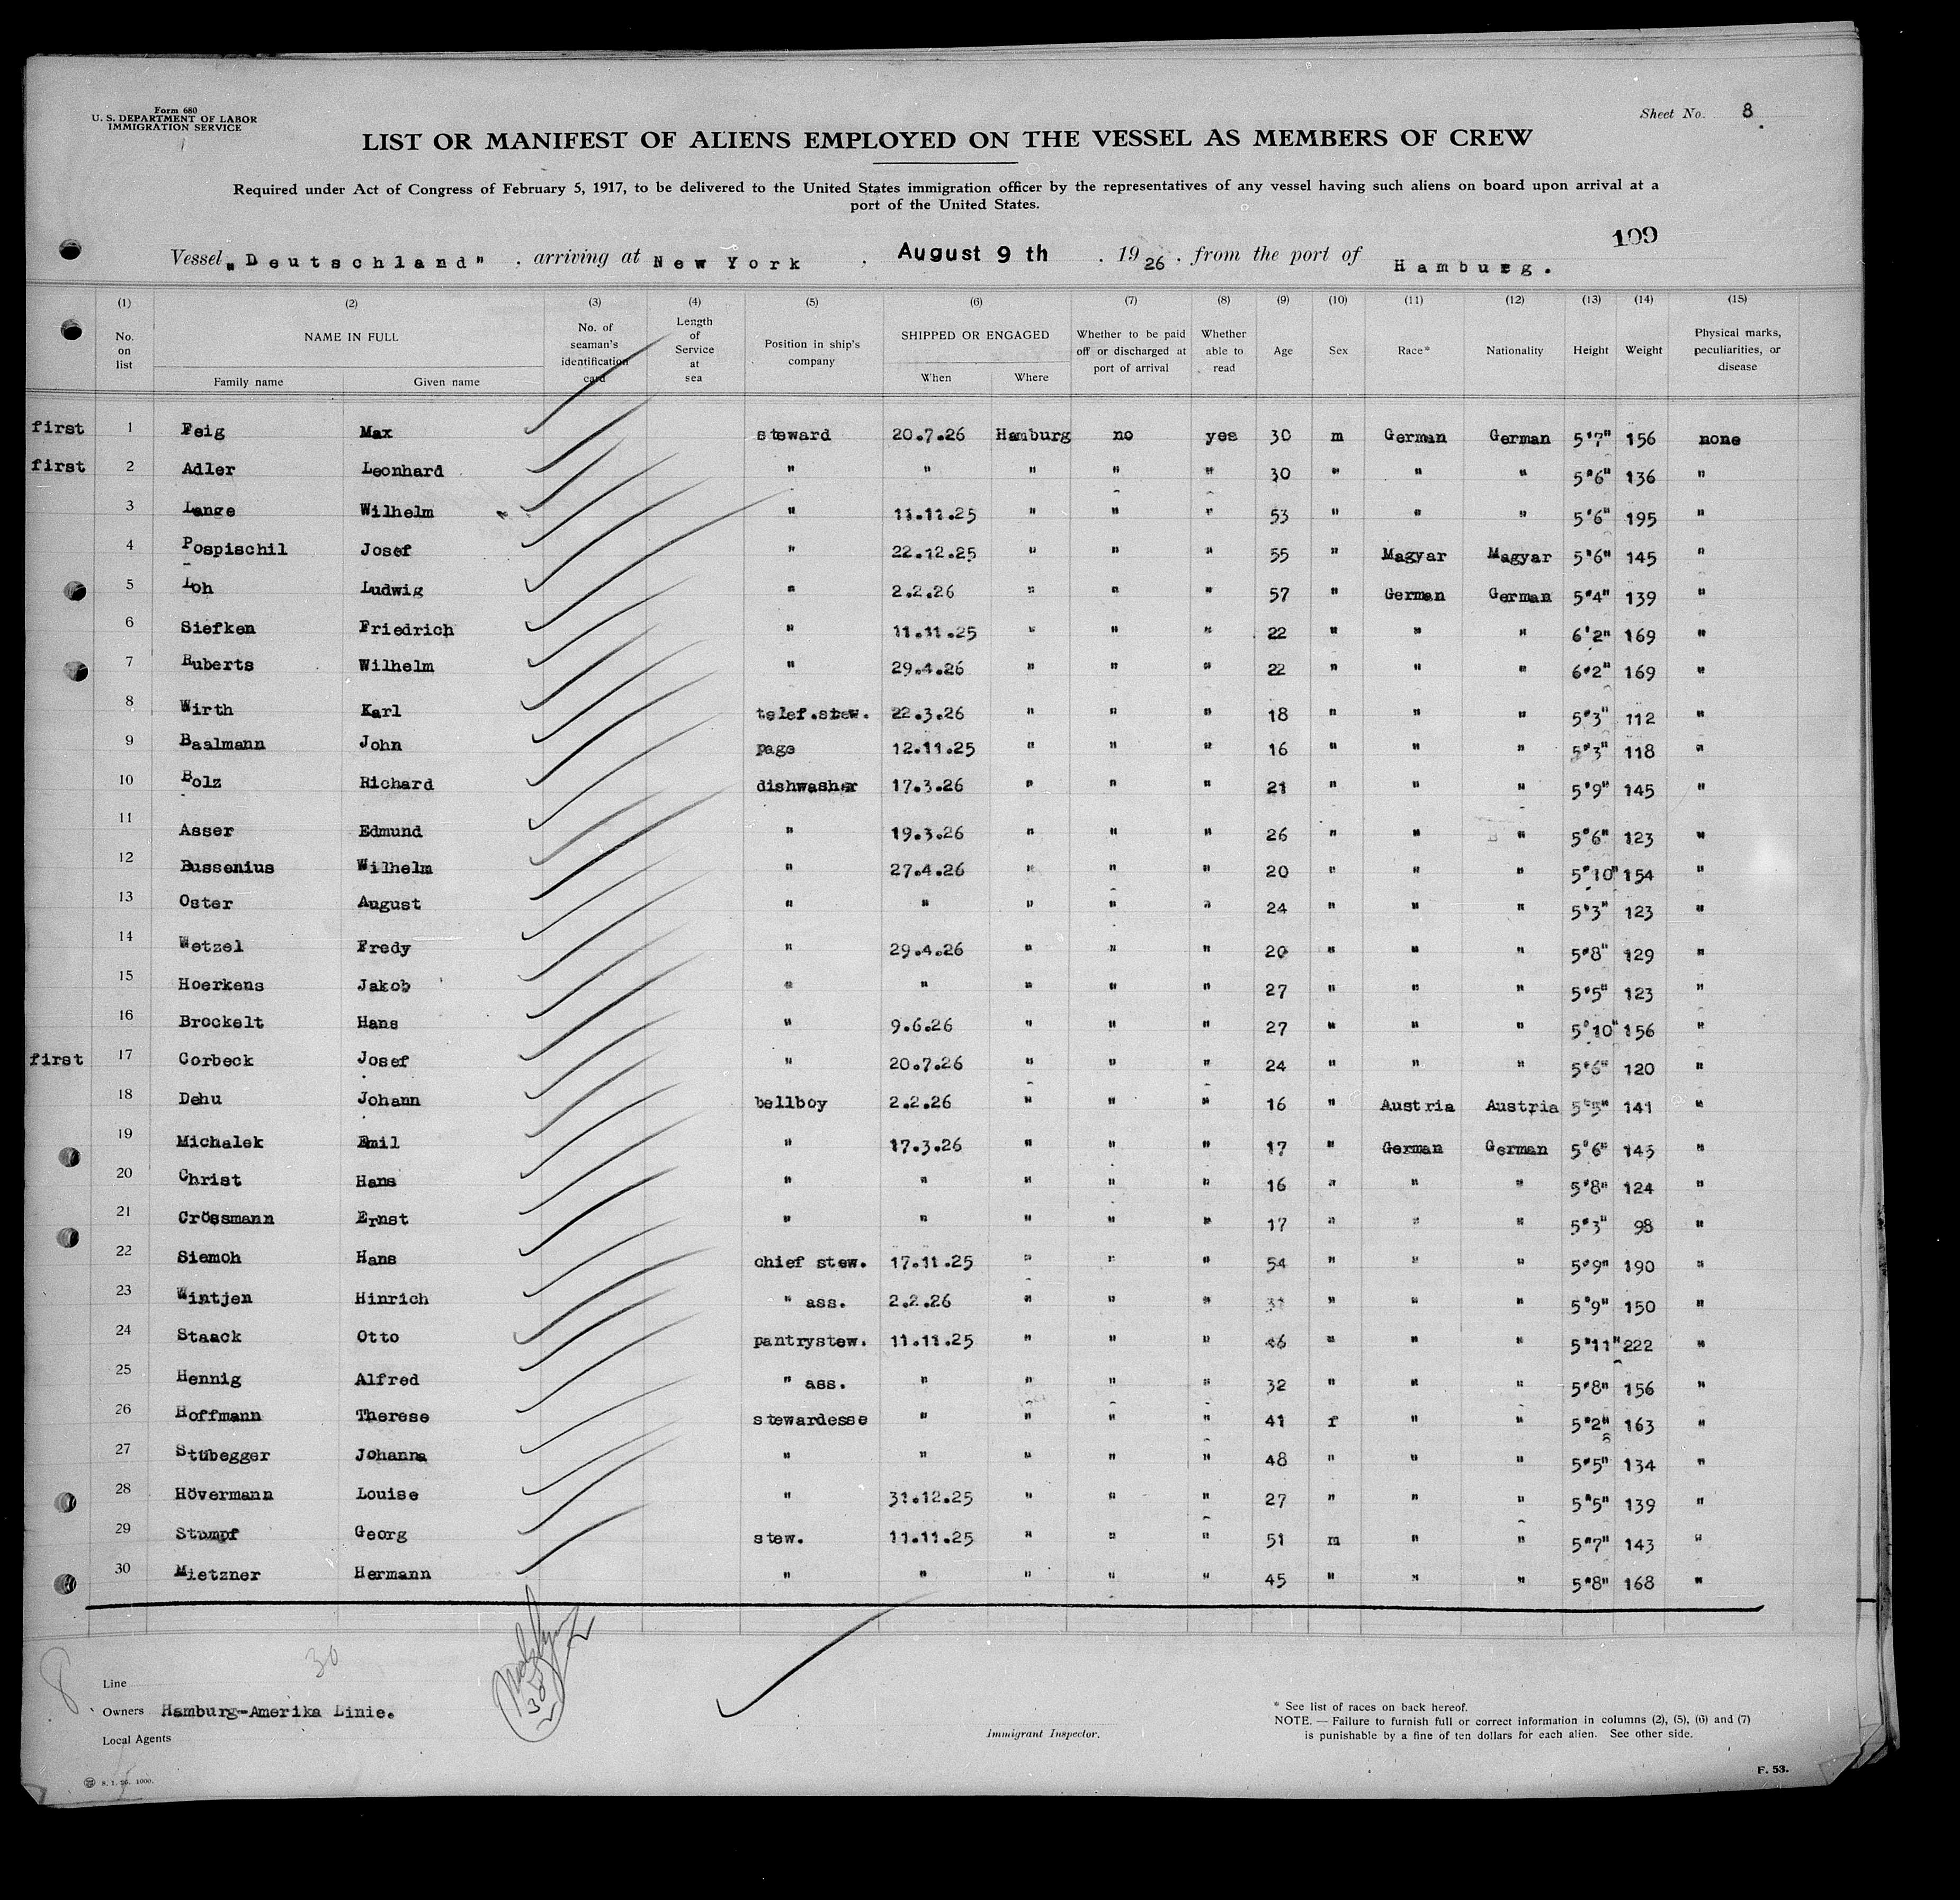 Form 680
U. S. DEPARTMENT OF LABOR
IMMIGRATION SERVICE
Sheet No. 8
LIST OR MANIFEST OF ALIENS EMPLOYED ON THE VESSEL AS MEMBERS OF CREW
Required under Act of Congress of February 5, 1917, to be delivered to the United States immigration officer by the representatives of any vessel having such aliens on board upon arrival at a
port of the United States.
109
Vessel „Deutschland", arriving at New York, August 9 th, 1926, from the port of Hamburg.
(1) (2) (3) (4) (5) (6) (7) (8) (9) (10) (11) (12) (13) (14) (15)
No. on list NAME IN FULL No. of seaman's identification card Length of Service at sea Position in ship's company SHIPPED OR ENGAGED Whether to be paid off or discharged at port of arrival Whether able to read Age Sex Race* Nationality Height Weight Physical marks, peculiarities, or disease
Family name Given name When Where
first 1 Feig Max steward 20.7.26 Hamburg no yes 30 m German German 5'7" 156 none
first 2 Adler Leonhard " " " " " 30 " " " 5"6" 136 "
3 Lange Wilhelm " 11.11.25 " " " 53 " " " 5'6" 195 "
4 Pospischil Josef " 22.12.25 " " " 55 " Magyar Magyar 5"6" 145 "
5 Loh Ludwig " 2.2.26 " " " 57 " German German 5"4" 139 "
6 Siefken Friedrich " 11.11.25 " " " 22 " " " 6'2" 169 "
7 Ruberts Wilhelm " 29.4.26 " " " 22 " " " 6'2" 169 "
8 Wirth Karl telef.stew. 22.3.26 " " " 18 " " " 5"3" 112 "
9 Baalmann John page 12.11.25 " " " 16 " " " 5"3" 118 "
10 Bolz Richard dishwasher 17.3.26 " " " 21 " " " 5"9" 145 "
11 Asser Edmund " 19.3.26 " " " 26 " " " 5"6" 123 "
12 Bussenius Wilhelm " 27.4.26 " " " 20 " " " 5"10" 154 "
13 Oster August " " " " " 24 " " " 5'3" 123 "
14 Wetzel Fredy " 29.4.26 " " " 20 " " " 5"8" 129 "
15 Hoerkens Jakob " " " " " 27 " " " 5'5" 123 "
16 Brockelt Hans " 9.6.26 " " " 27 " " " 5"10" 156 "
first 17 Corbeck Josef " 20.7.26 " " " 24 " " " 5'6" 120 "
18 Dehu Johann bellboy 2.2.26 " " " 16 " Austria Austria 5"5" 141 "
19 Michalek Emil " 17.3.26 " " " 17 " German German 5"6" 145 "
20 Christ Hans " " " " " 16 " " " 5"8" 124 "
21 Crössmann Ernst " " " " " 17 " " " 5"3" 98 "
22 Siemoh Hans chief stew. 17.11.25 " " " 54 " " " 5"9" 190 "
23 Wintjen Hinrich " ass. 2.2.26 " " " " " " 5"9" 150 "
24 Staack Otto pantrystew. 11.11.25 " " " 46 " " " 5"11" 222 "
25 Hennig Alfred " ass. " " " " 32 " " " 5"8" 156 "
26 Hoffmann Therese stewardesse " " " " 41 f " " 5"2" 163 "
27 Stübegger Johanna " " " " " 48 " " " 5"5" 134 "
28 Hövermann Louise " 31.12.25 " " " 27 " " " 5"5" 139 "
29 Stumpf Georg stew. 11.11.25 " " " 51 m " " 5"7" 143 "
30 Mietzner Hermann " " " " " 45 " " " 5"8" 168 "
8
30
Line
Owners Hamburg-Amerika Linie.
Local Agents
Immigrant Inspector.
* See list of races on back hereof.
NOTE. — Failure to furnish full or correct information in columns (2), (5), (6) and (7)
is punishable by a fine of ten dollars for each alien. See other side.
8. 1. 26. 1000.
F. 53.